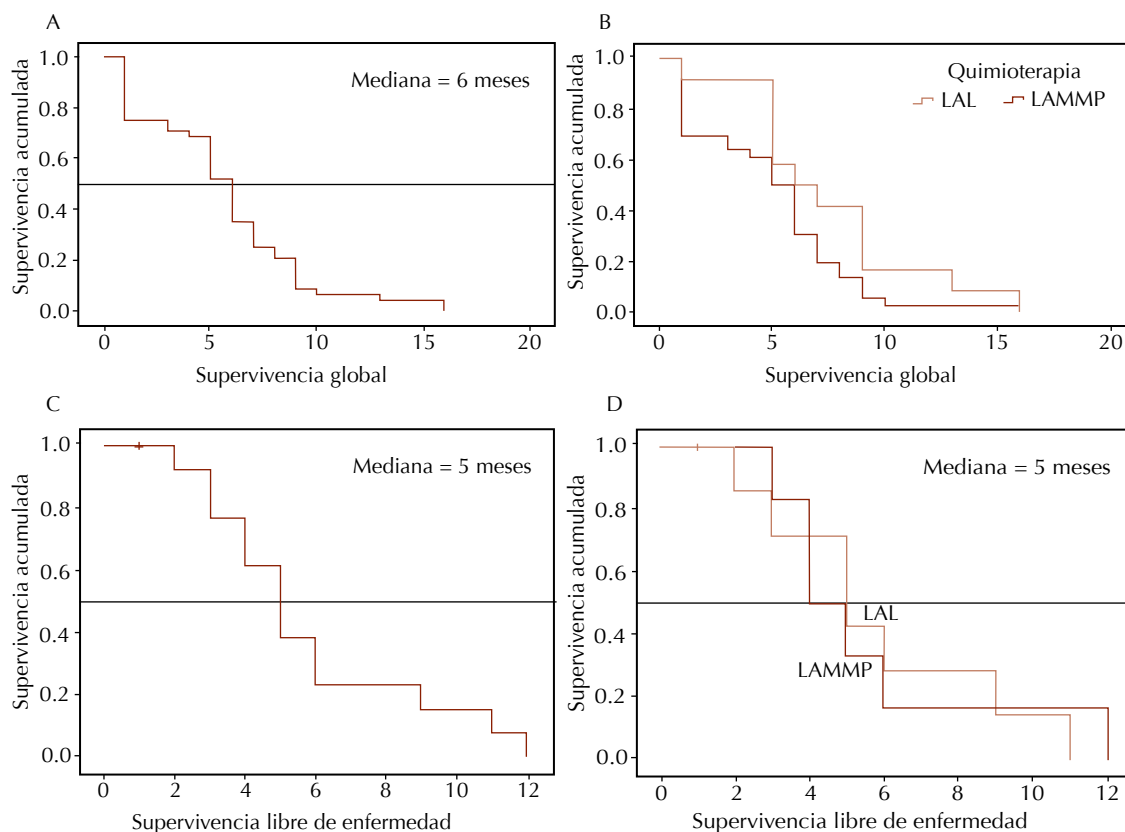 A
Supervivencia acumulada
1.0
0.8
0.6
0.4
0.2
0.0
Mediana = 6 meses
0 5 10 15 20
Supervivencia global
B
Supervivencia acumulada
1.0
0.8
0.6
0.4
0.2
0.0
Quimioterapia
LAL LAMMP
0 5 10 15 20
Supervivencia global
C
Supervivencia acumulada
1.0
0.8
0.6
0.4
0.2
0.0
Mediana = 5 meses
0 2 4 6 8 10 12
Supervivencia libre de enfermedad
D
Supervivencia acumulada
1.0
0.8
0.6
0.4
0.2
0.0
Mediana = 5 meses
LAL
LAMMP
0 2 4 6 8 10 12
Supervivencia libre de enfermedad